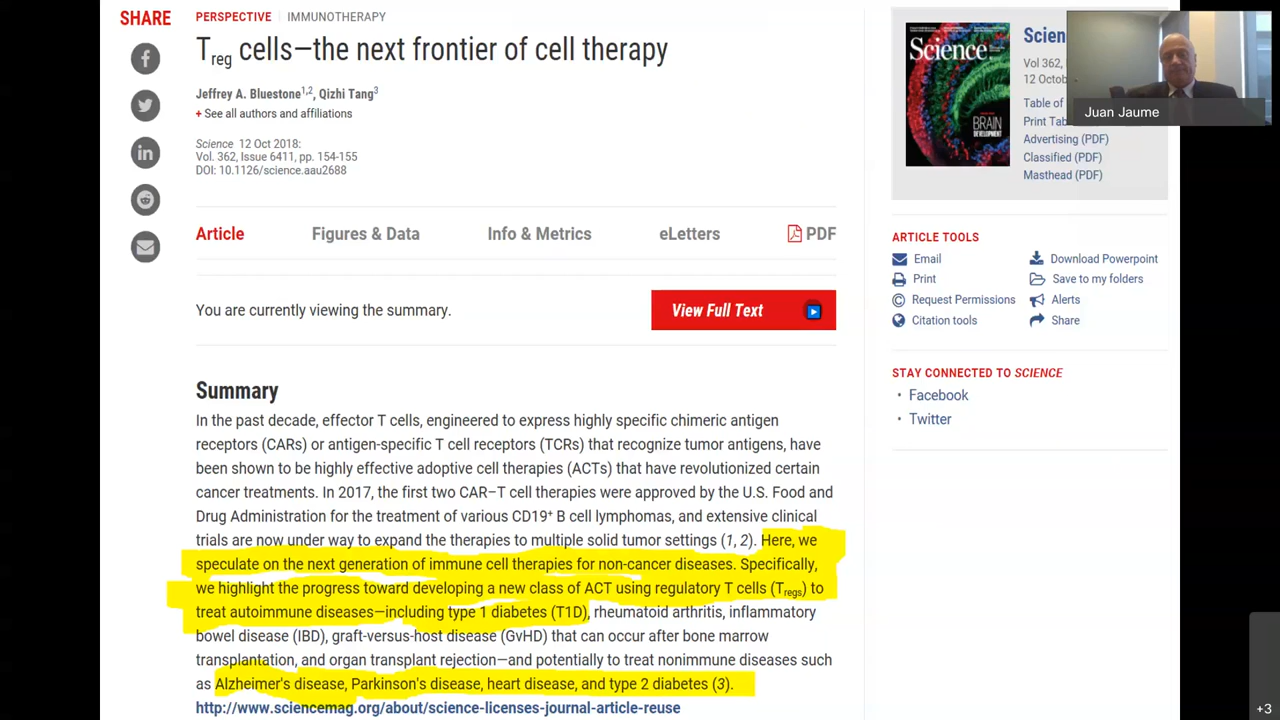 SHARE
PERSPECTIVE | IMMUNOTHERAPY
Treg cells—the next frontier of cell therapy
Jeffrey A. Bluestone1,2, Qizhi Tang3
+ See all authors and affiliations
Science 12 Oct 2018:
Vol. 362, Issue 6411, pp. 154-155
DOI: 10.1126/science.aau2688
Article Figures & Data Info & Metrics eLetters PDF
You are currently viewing the summary.
View Full Text
Summary
In the past decade, effector T cells, engineered to express highly specific chimeric antigen
receptors (CARs) or antigen-specific T cell receptors (TCRs) that recognize tumor antigens, have
been shown to be highly effective adoptive cell therapies (ACTs) that have revolutionized certain
cancer treatments. In 2017, the first two CAR–T cell therapies were approved by the U.S. Food and
Drug Administration for the treatment of various CD19+ B cell lymphomas, and extensive clinical
trials are now under way to expand the therapies to multiple solid tumor settings (1, 2). Here, we
speculate on the next generation of immune cell therapies for non-cancer diseases. Specifically,
we highlight the progress toward developing a new class of ACT using regulatory T cells (Tregs) to
treat autoimmune diseases—including type 1 diabetes (T1D), rheumatoid arthritis, inflammatory
bowel disease (IBD), graft-versus-host disease (GvHD) that can occur after bone marrow
transplantation, and organ transplant rejection—and potentially to treat nonimmune diseases such
as Alzheimer's disease, Parkinson's disease, heart disease, and type 2 diabetes (3).
http://www.sciencemag.org/about/science-licenses-journal-article-reuse
Science
BRAIN
DEVELOPMENT
Scien
Vol 362,
12 Octo
Table of
Print Tab
Advertising (PDF)
Classified (PDF)
Masthead (PDF)
Juan Jaume
ARTICLE TOOLS
Email Download Powerpoint
Print Save to my folders
Request Permissions Alerts
Citation tools Share
STAY CONNECTED TO SCIENCE
Facebook
Twitter
+3